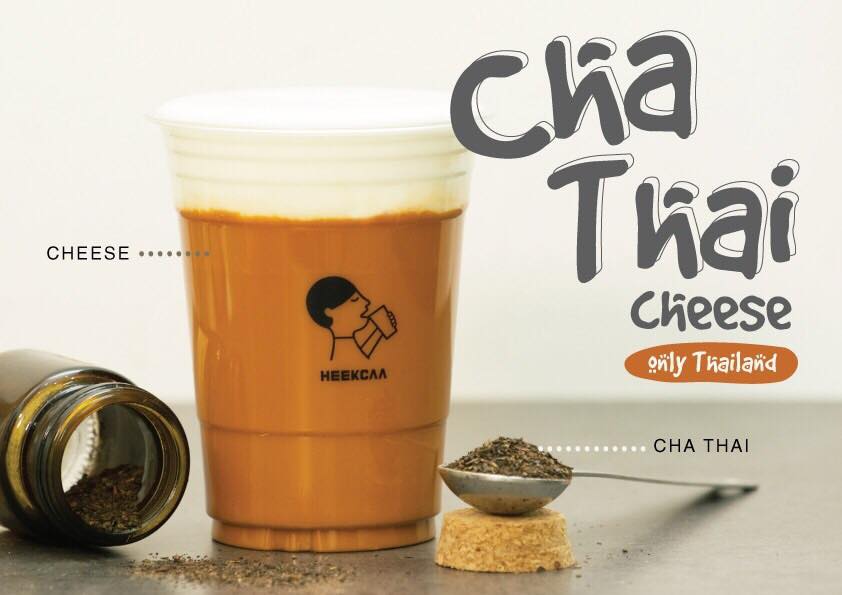 Cha
Thai
Cheese
only Thailand
CHEESE
HEEKCAA
CHA THAI